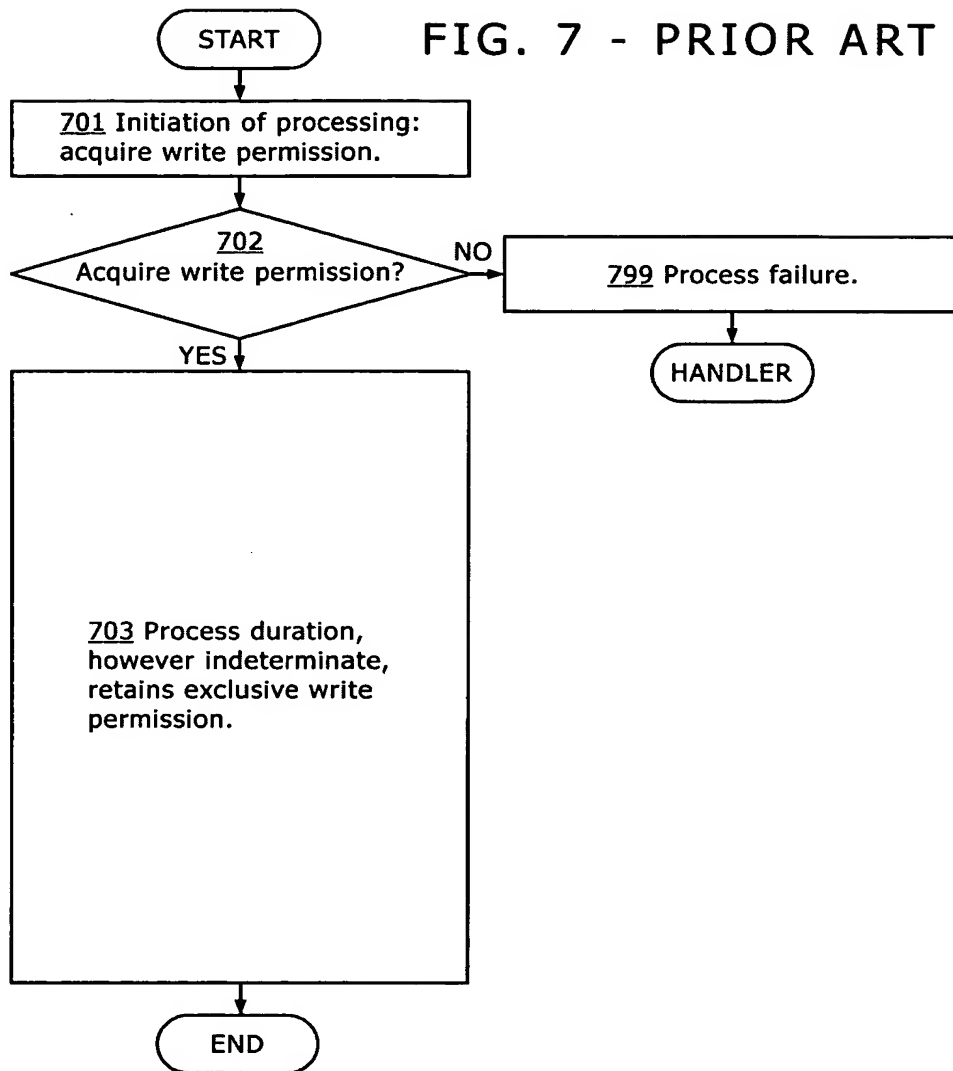 START
FIG. 7 - PRIOR ART
701 Initiation of processing:
acquire write permission.
702
Acquire write permission?
NO
799 Process failure.
YES
HANDLER
703 Process duration,
however indeterminate,
retains exclusive write
permission.
END